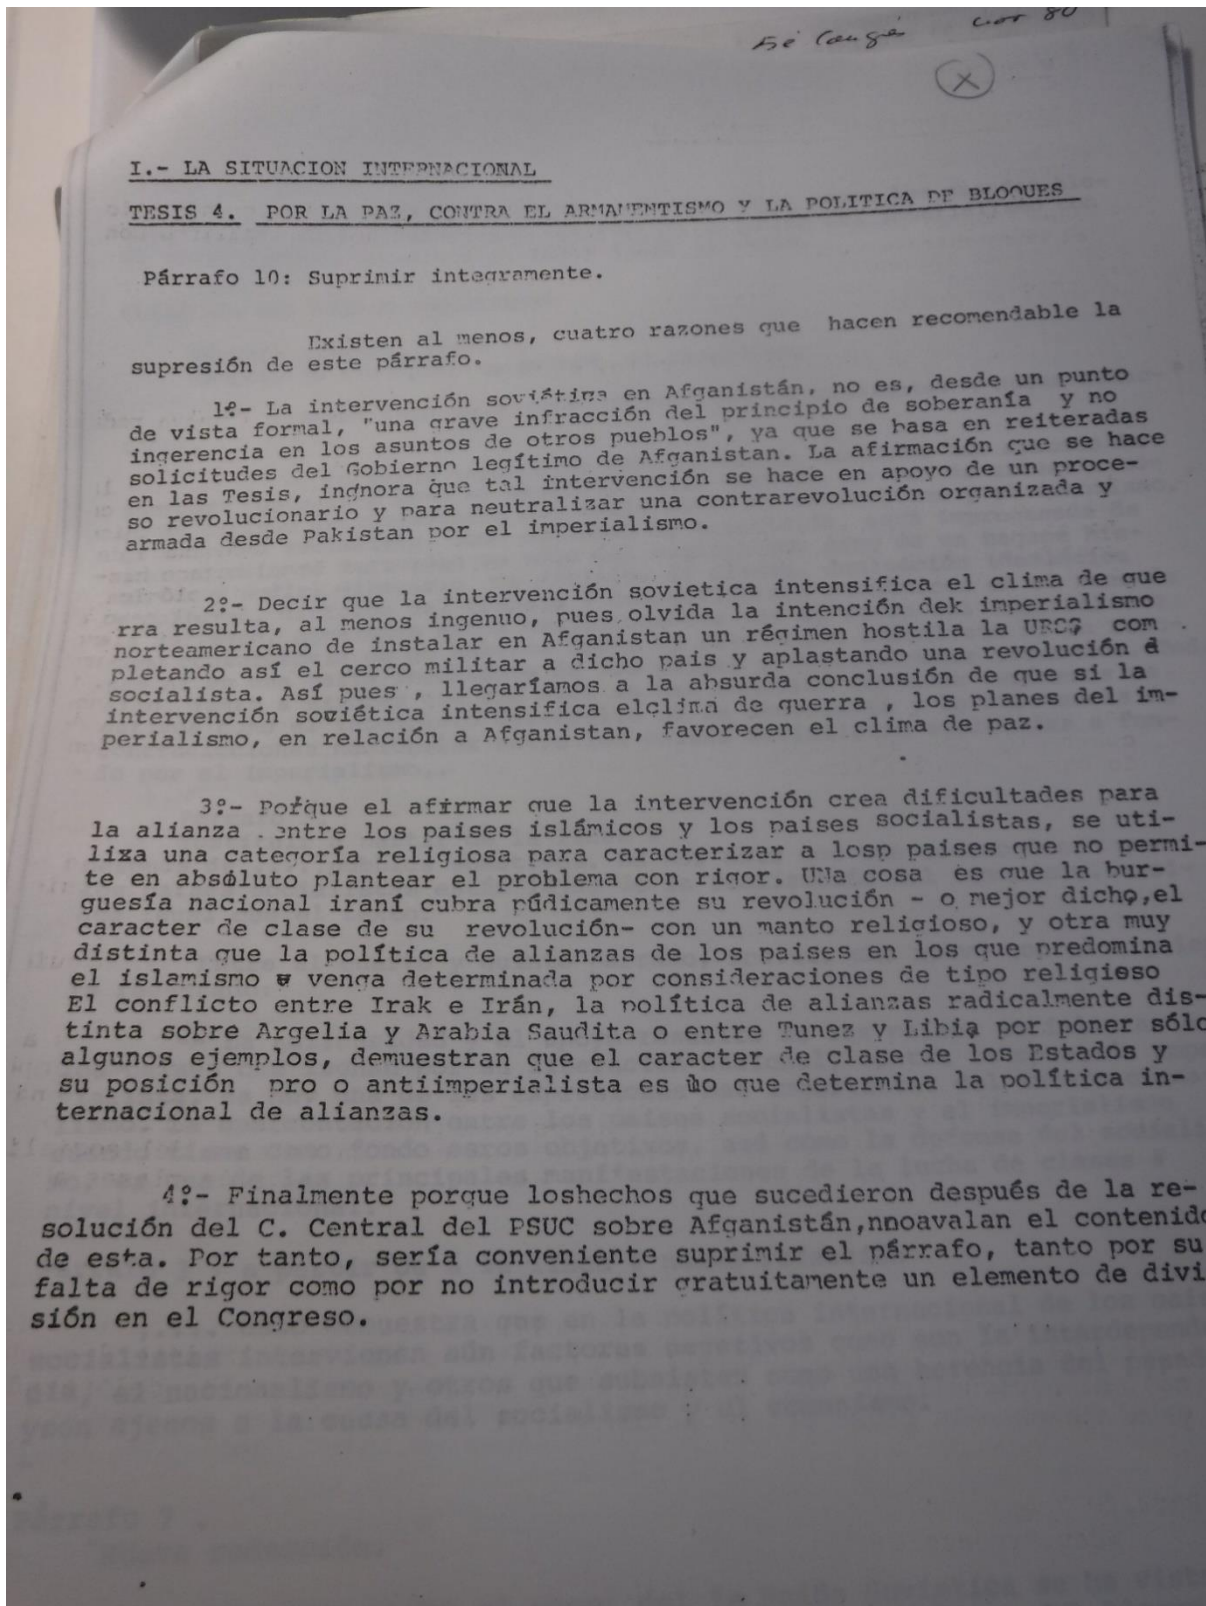 5è Congés nov 80
X
I.- LA SITUACION INTERNACIONAL
TESIS 4. POR LA PAZ, CONTRA EL ARMAMENTISMO Y LA POLITICA DE BLOQUES
Párrafo 10: Suprimir integramente.
Existen al menos, cuatro razones que hacen recomendable la
supresión de este párrafo.
1º- La intervención soviética en Afganistán, no es, desde un punto
de vista formal, "una grave infracción del principio de soberanía y no
ingerencia en los asuntos de otros pueblos", ya que se basa en reiteradas
solicitudes del Gobierno legítimo de Afganistan. La afirmación que se hace
en las Tesis, ingnora que tal intervención se hace en apoyo de un proce-
so revolucionario y para neutralizar una contrarevolución organizada y
armada desde Pakistan por el imperialismo.
2º- Decir que la intervención sovietica intensifica el clima de gue
rra resulta, al menos ingenuo, pues olvida la intención dek imperialismo
norteamericano de instalar en Afganistan un régimen hostila la URSS com
pletando así el cerco militar a dicho pais y aplastando una revolución
socialista. Así pues , llegaríamos a la absurda conclusión de que si la
intervención soviética intensifica elclima de guerra , los planes del im-
perialismo, en relación a Afganistan, favorecen el clima de paz.
3º- Porque el afirmar que la intervención crea dificultades para
la alianza entre los paises islámicos y los paises socialistas, se uti-
liza una categoría religiosa para caracterizar a losp paises que no permi-
te en absoluto plantear el problema con rigor. UNa cosa es que la bur-
guesía nacional iraní cubra púdicamente su revolución - o mejor dicho,el
caracter de clase de su revolución- con un manto religioso, y otra muy
distinta que la política de alianzas de los paises en los que predomina
el islamismo venga determinada por consideraciones de tipo religioso
El conflicto entre Irak e Irán, la política de alianzas radicalmente dis-
tinta sobre Argelia y Arabia Saudita o entre Tunez y Libia por poner sólo
algunos ejemplos, demuestran que el caracter de clase de los Estados y
su posición pro o antiimperialista es lo que determina la política in-
ternacional de alianzas.
4º- Finalmente porque loshechos que sucedieron después de la re-
solución del C. Central del PSUC sobre Afganistán,nnoavalan el contenido
de esta. Por tanto, sería conveniente suprimir el párrafo, tanto por su
falta de rigor como por no introducir gratuitamente un elemento de divi
sión en el Congreso.